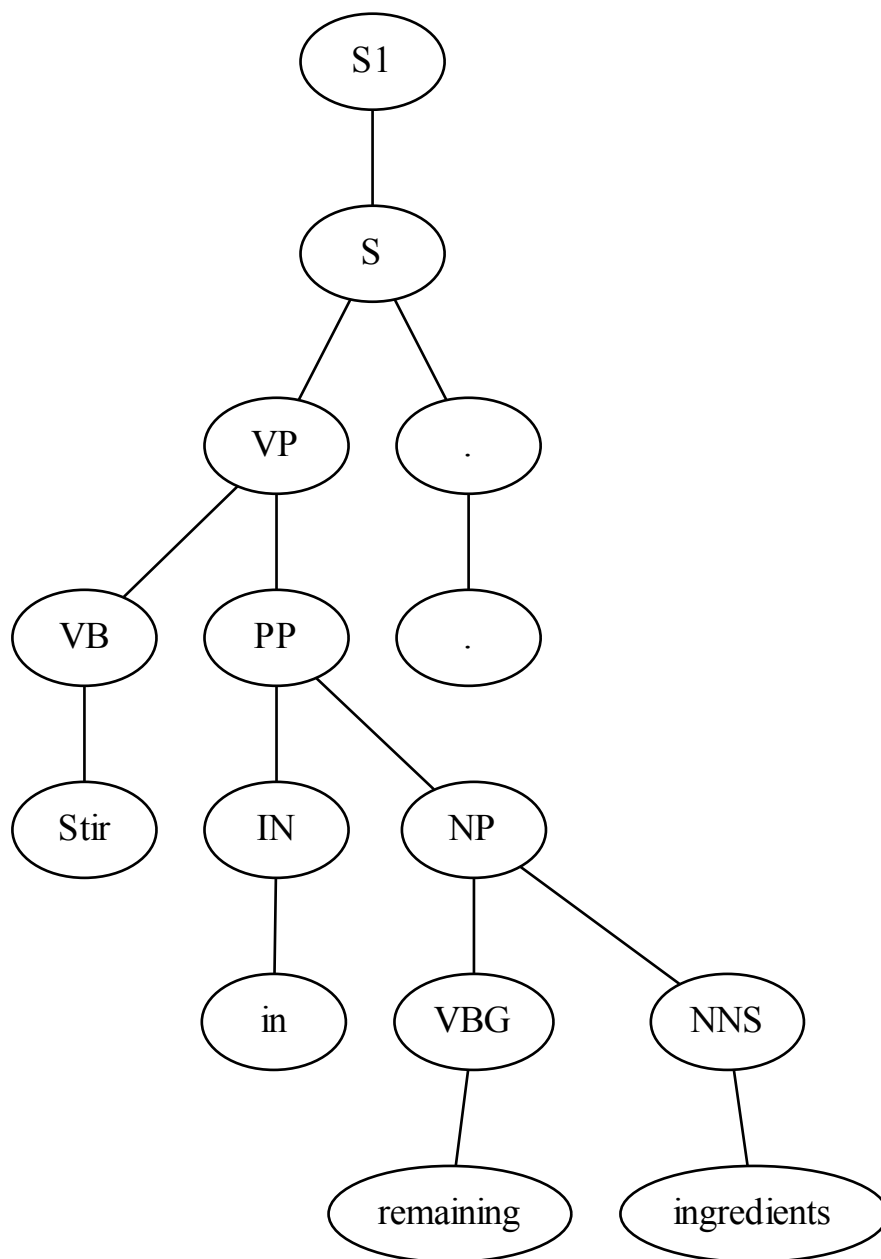 S1
S
VP .
VB PP .
Stir IN NP
in VBG NNS
remaining ingredients